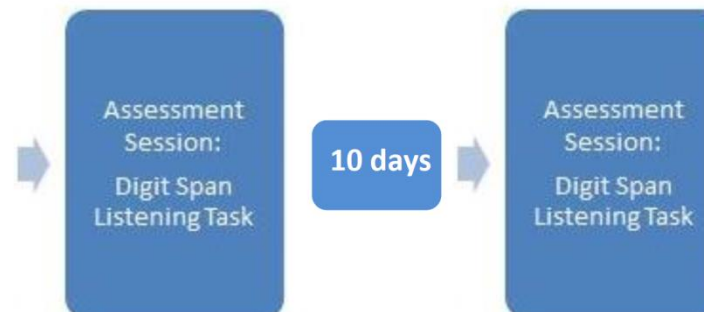 Assessment
Session:
Digit Span
Listening Task
10 days
Assessment
Session:
Digit Span
Listening Task